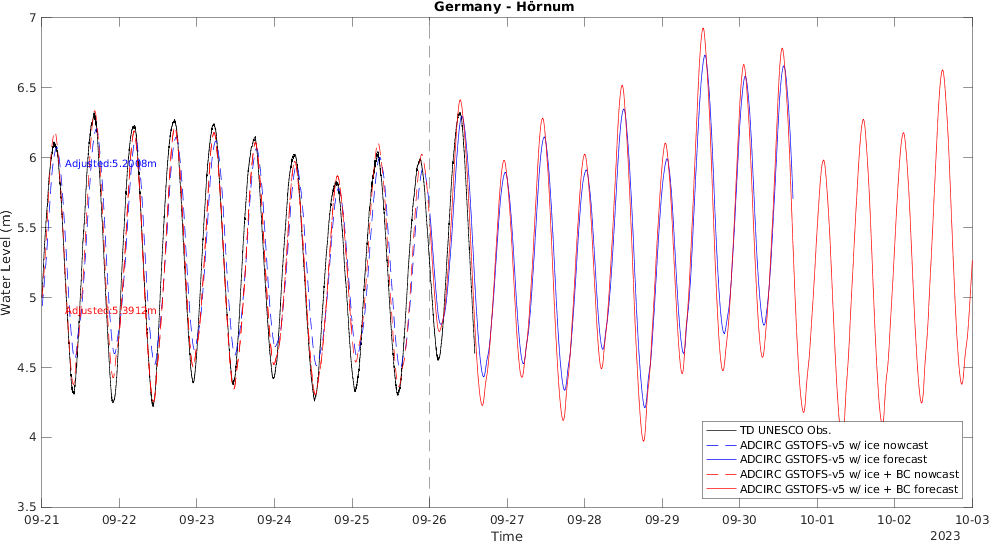 Germany - Hörnum
7
6.5
6
5.5
5
4.5
4
3.5
Water Level (m)
Adjusted:5.2008m
Adjusted:5.3912m
TD UNESCO Obs.
ADCIRC GSTOFS-v5 w/ ice nowcast
ADCIRC GSTOFS-v5 w/ ice forecast
ADCIRC GSTOFS-v5 w/ ice + BC nowcast
ADCIRC GSTOFS-v5 w/ ice + BC forecast
09-21 09-22 09-23 09-24 09-25 09-26 09-27 09-28 09-29 09-30 10-01 10-02 10-03
Time
2023